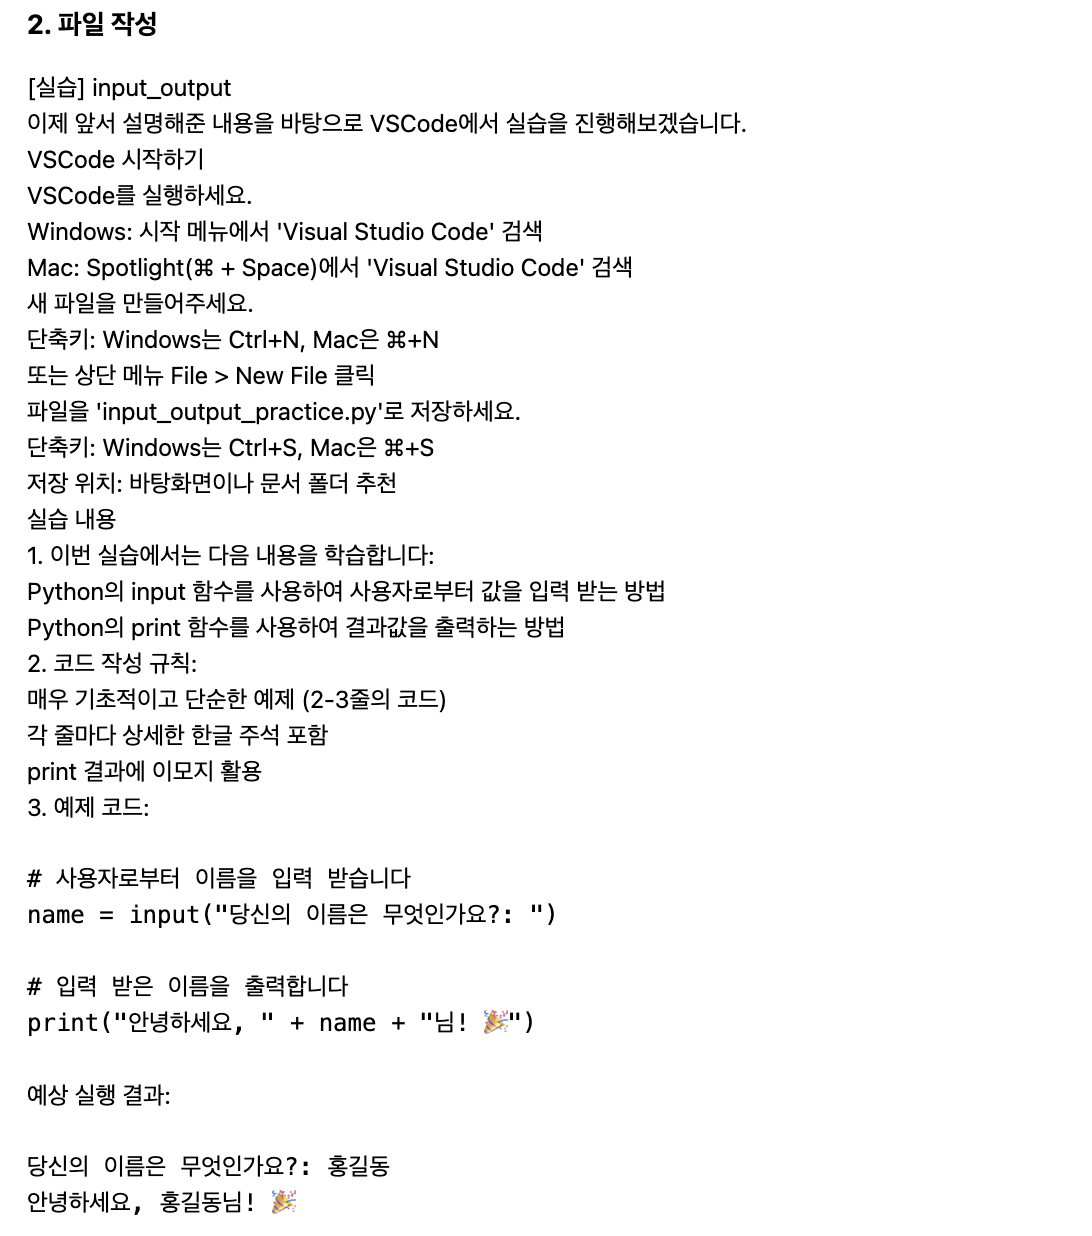 2. 파일 작성
[실습] input_output
이제 앞서 설명해준 내용을 바탕으로 VSCode에서 실습을 진행해보겠습니다.
VSCode 시작하기
VSCode를 실행하세요.
Windows: 시작 메뉴에서 'Visual Studio Code' 검색
Mac: Spotlight(⌘ + Space)에서 'Visual Studio Code' 검색
새 파일을 만들어주세요.
단축키: Windows는 Ctrl+N, Mac은 ⌘+N
또는 상단 메뉴 File > New File 클릭
파일을 'input_output_practice.py'로 저장하세요.
단축키: Windows는 Ctrl+S, Mac은 ⌘+S
저장 위치: 바탕화면이나 문서 폴더 추천
실습 내용
1. 이번 실습에서는 다음 내용을 학습합니다:
Python의 input 함수를 사용하여 사용자로부터 값을 입력 받는 방법
Python의 print 함수를 사용하여 결과값을 출력하는 방법
2. 코드 작성 규칙:
매우 기초적이고 단순한 예제 (2-3줄의 코드)
각 줄마다 상세한 한글 주석 포함
print 결과에 이모지 활용
3. 예제 코드:
# 사용자로부터 이름을 입력 받습니다
name = input("당신의 이름은 무엇인가요?: ")
# 입력 받은 이름을 출력합니다
print("안녕하세요, " + name + "님! 🎉")
예상 실행 결과:
당신의 이름은 무엇인가요?: 홍길동
안녕하세요, 홍길동님! 🎉